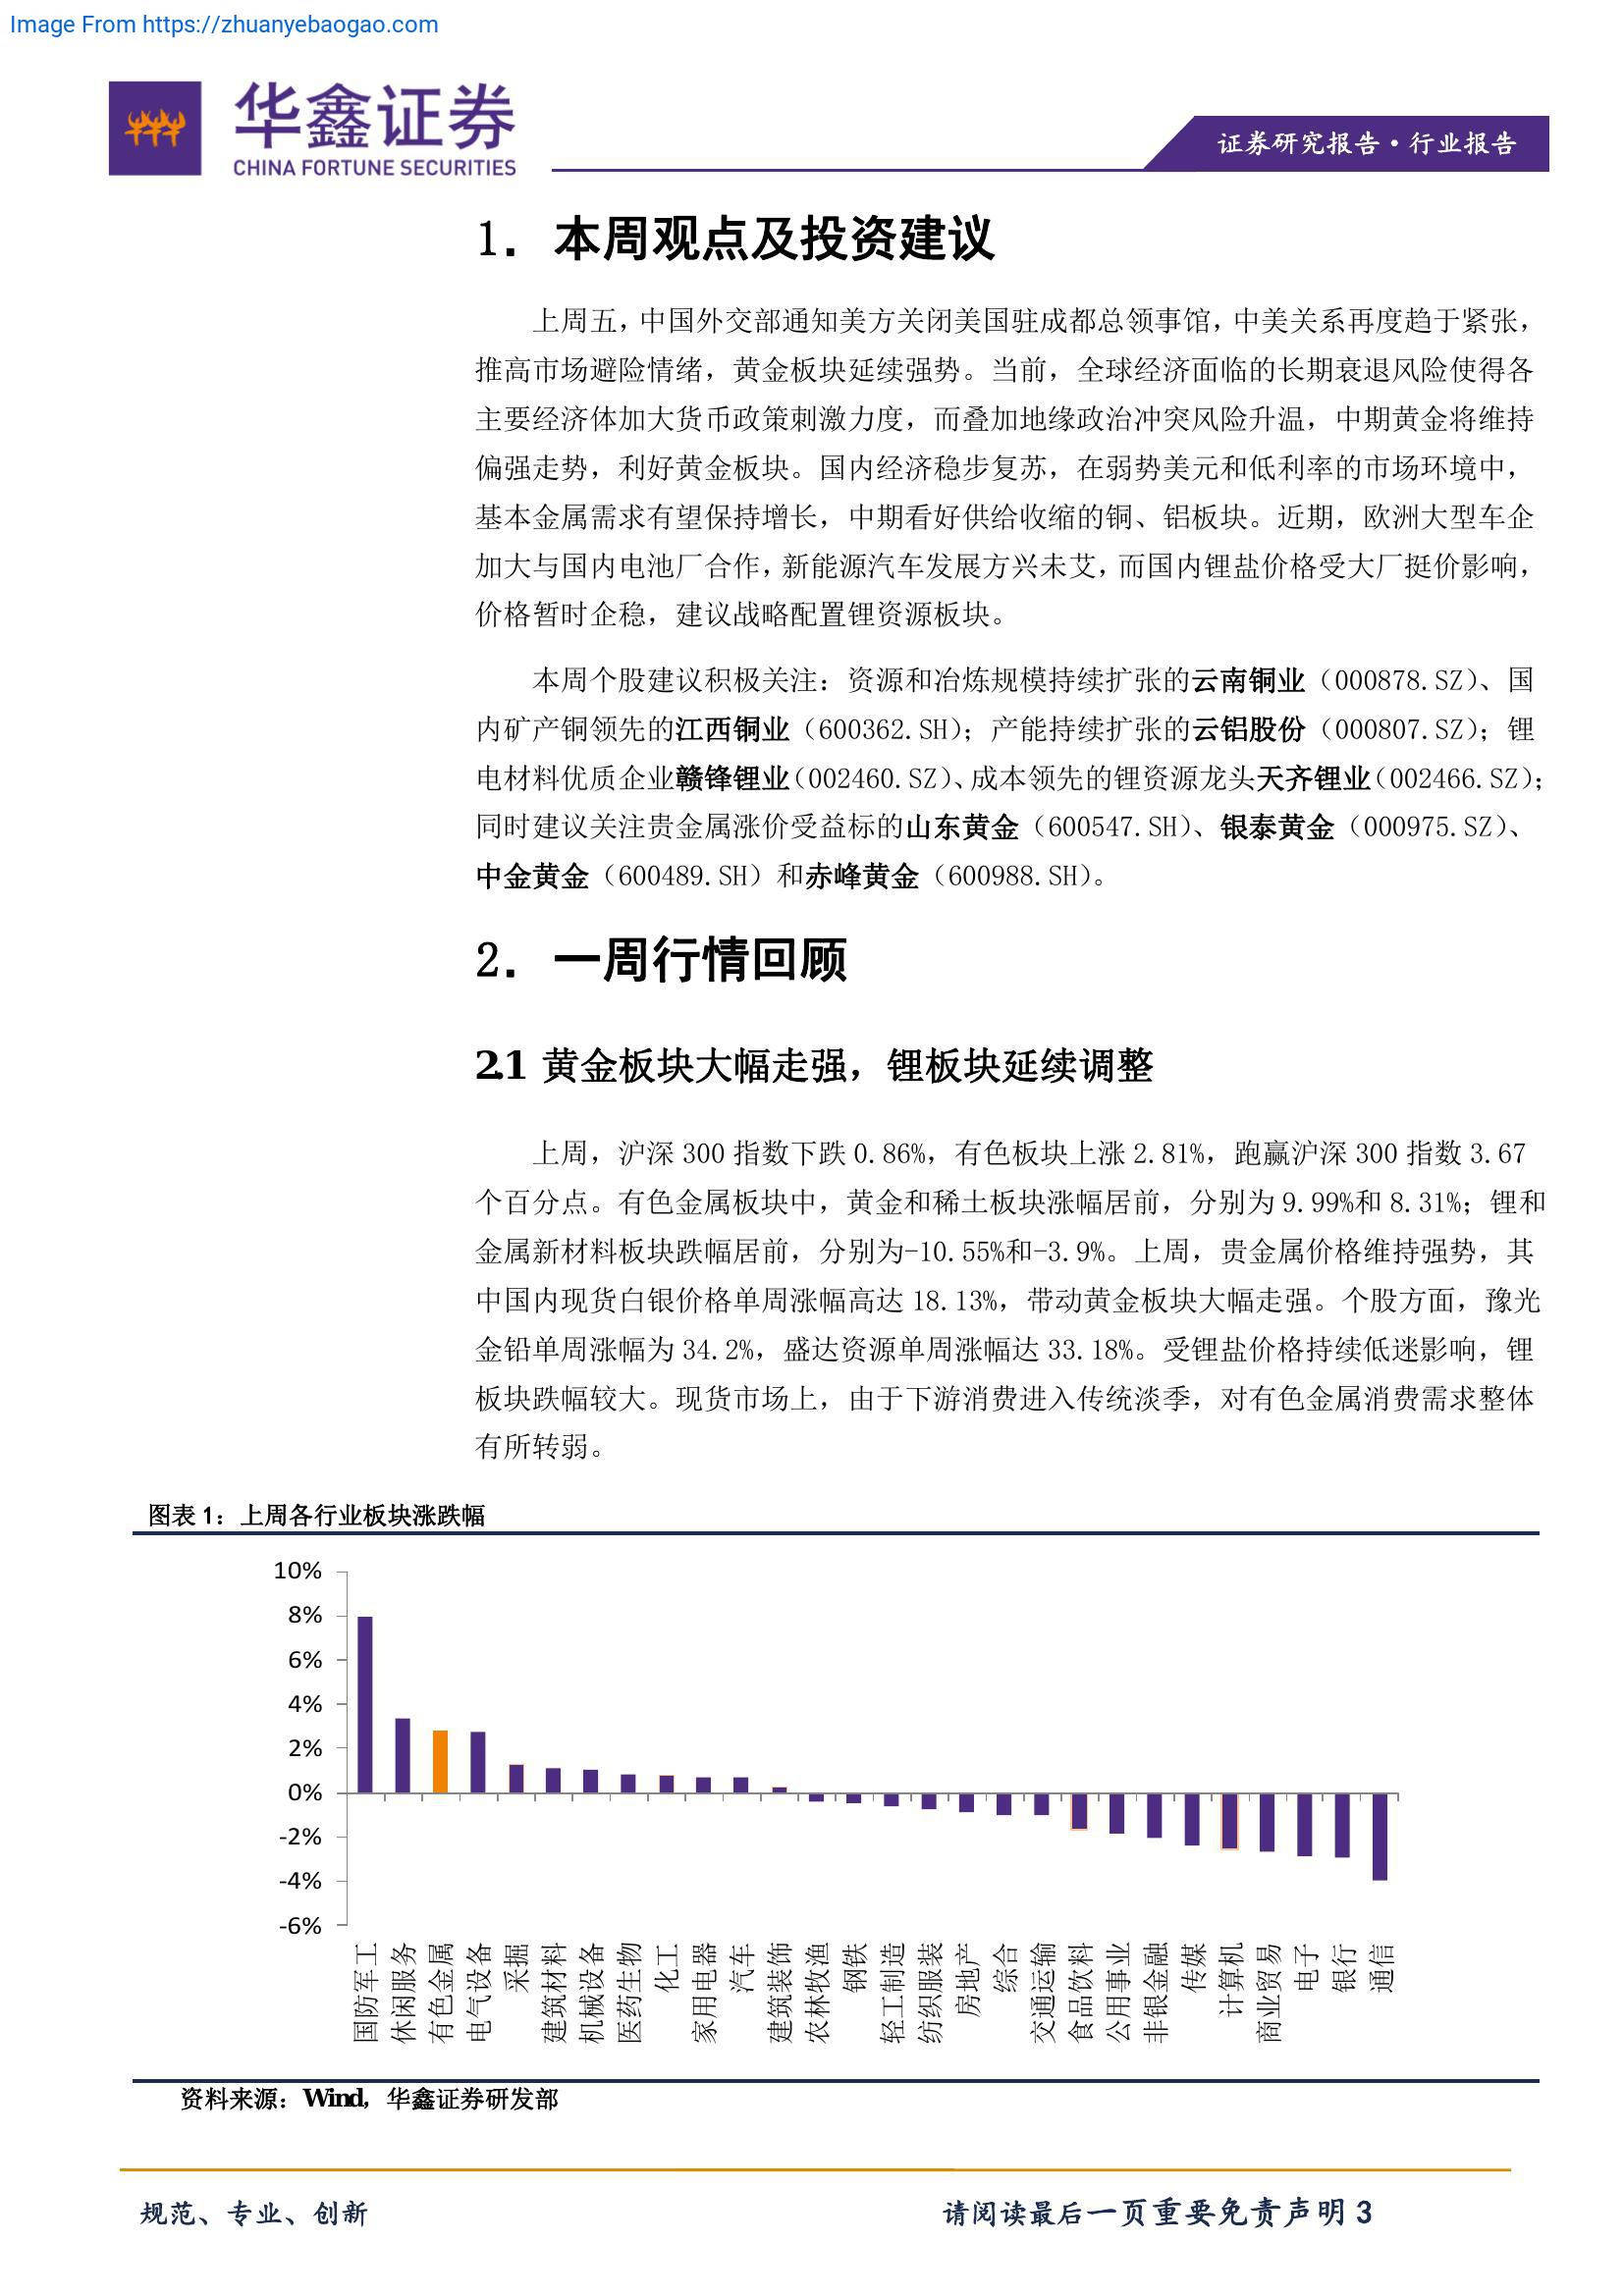 Image From https://zhuanyebaogao.com
华鑫证券
CHINA FORTUNE SECURITIES
证券研究报告·行业报告
1. 本周观点及投资建议
上周五，中国外交部通知美方关闭美国驻成都总领事馆，中美关系再度趋于紧张，
推高市场避险情绪，黄金板块延续强势。当前，全球经济面临的长期衰退风险使得各
主要经济体加大货币政策刺激力度，而叠加地缘政治冲突风险升温，中期黄金将维持
偏强走势，利好黄金板块。国内经济稳步复苏，在弱势美元和低利率的市场环境中，
基本金属需求有望保持增长，中期看好供给收缩的铜、铝板块。近期，欧洲大型车企
加大与国内电池厂合作，新能源汽车发展方兴未艾，而国内锂盐价格受大厂挺价影响，
价格暂时企稳，建议战略配置锂资源板块。
本周个股建议积极关注：资源和冶炼规模持续扩张的云南铜业（000878.SZ）、国
内矿产铜领先的江西铜业（600362.SH）；产能持续扩张的云铝股份（000807.SZ）；锂
电材料优质企业赣锋锂业（002460.SZ）、成本领先的锂资源龙头天齐锂业（002466.SZ）；
同时建议关注贵金属涨价受益标的山东黄金（600547.SH）、银泰黄金（000975.SZ）、
中金黄金（600489.SH）和赤峰黄金（600988.SH）。
2. 一周行情回顾
2.1 黄金板块大幅走强，锂板块延续调整
上周，沪深 300 指数下跌 0.86%，有色板块上涨 2.81%，跑赢沪深 300 指数 3.67
个百分点。有色金属板块中，黄金和稀土板块涨幅居前，分别为 9.99%和 8.31%；锂和
金属新材料板块跌幅居前，分别为-10.55%和-3.9%。上周，贵金属价格维持强势，其
中国内现货白银价格单周涨幅高达 18.13%，带动黄金板块大幅走强。个股方面，豫光
金铅单周涨幅为 34.2%，盛达资源单周涨幅达 33.18%。受锂盐价格持续低迷影响，锂
板块跌幅较大。现货市场上，由于下游消费进入传统淡季，对有色金属消费需求整体
有所转弱。
图表 1：上周各行业板块涨跌幅
10%
8%
6%
4%
2%
0%
-2%
-4%
-6%
国防军工
休闲服务
有色金属
电气设备
采掘
建筑材料
机械设备
医药生物
化工
家用电器
汽车
建筑装饰
农林牧渔
钢铁
轻工制造
纺织服装
房地产
综合
交通运输
食品饮料
公用事业
非银金融
传媒
计算机
商业贸易
电子
银行
通信
资料来源：Wind，华鑫证券研发部
规范、专业、创新
请阅读最后一页重要免责声明 3